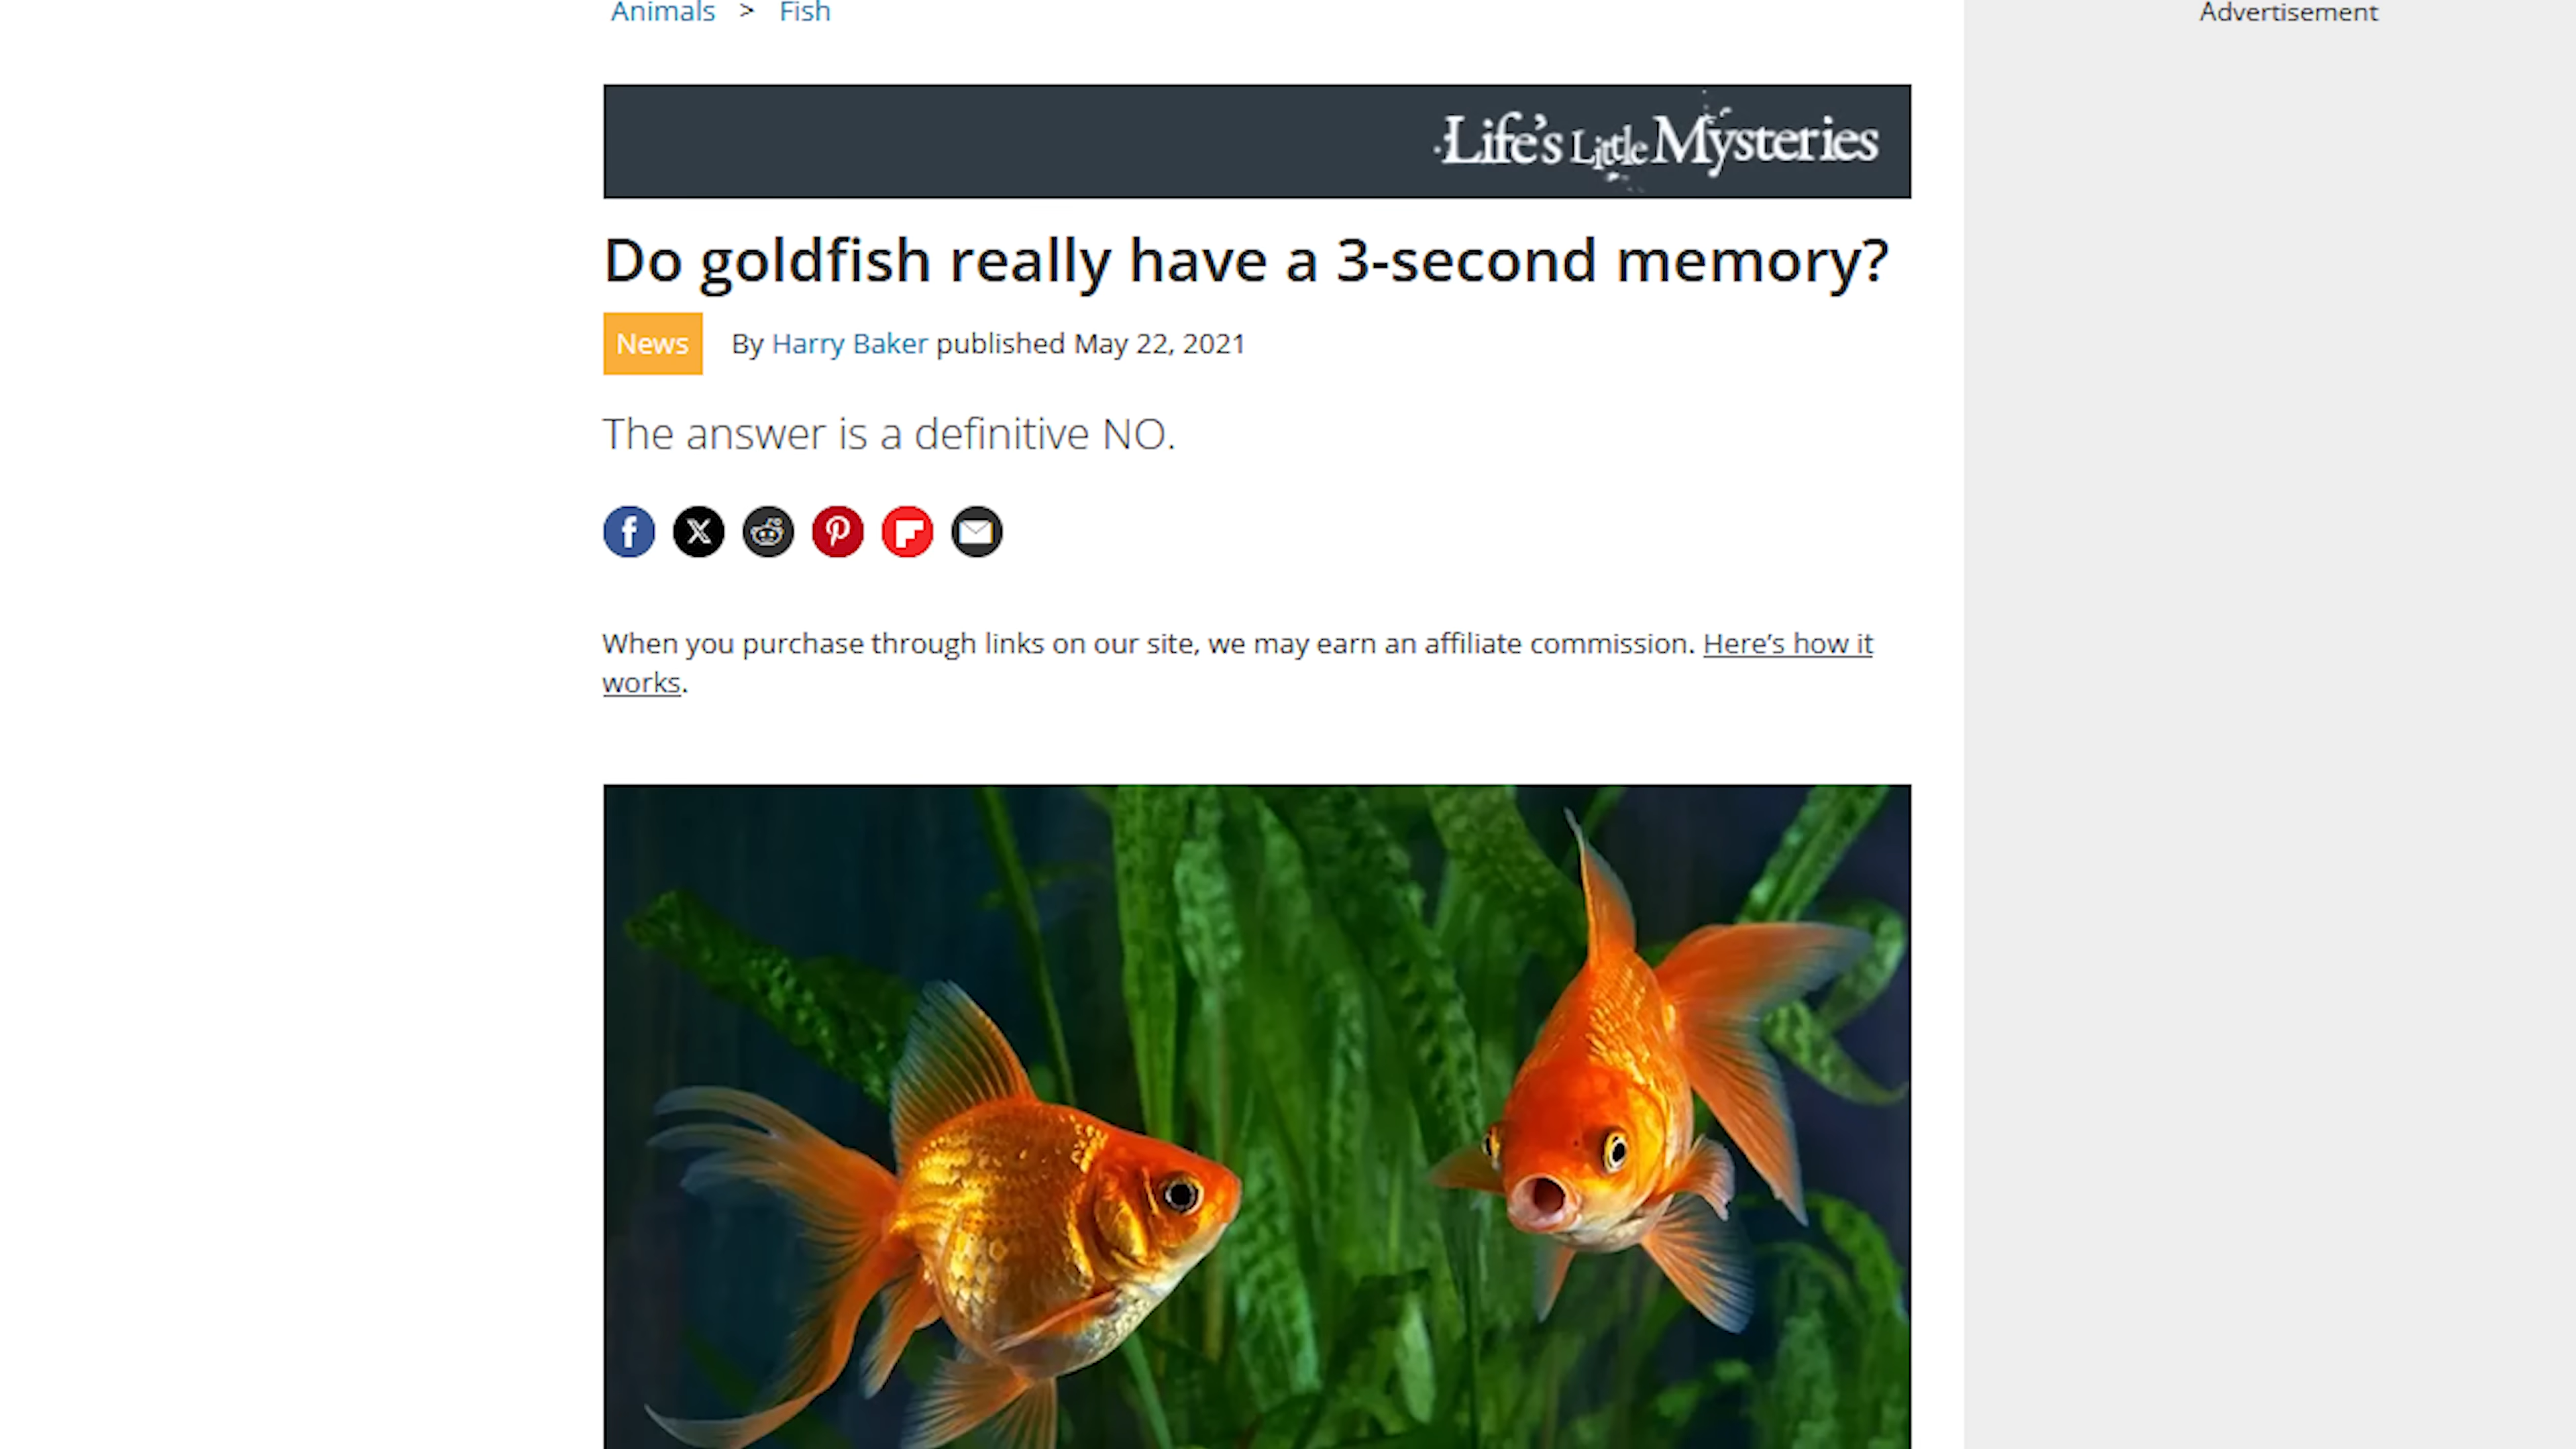 Animals > Fish
Advertisement
Life's Little Mysteries
Do goldfish really have a 3-second memory?
News By Harry Baker published May 22, 2021
The answer is a definitive NO.
When you purchase through links on our site, we may earn an affiliate commission. Here’s how it
works.